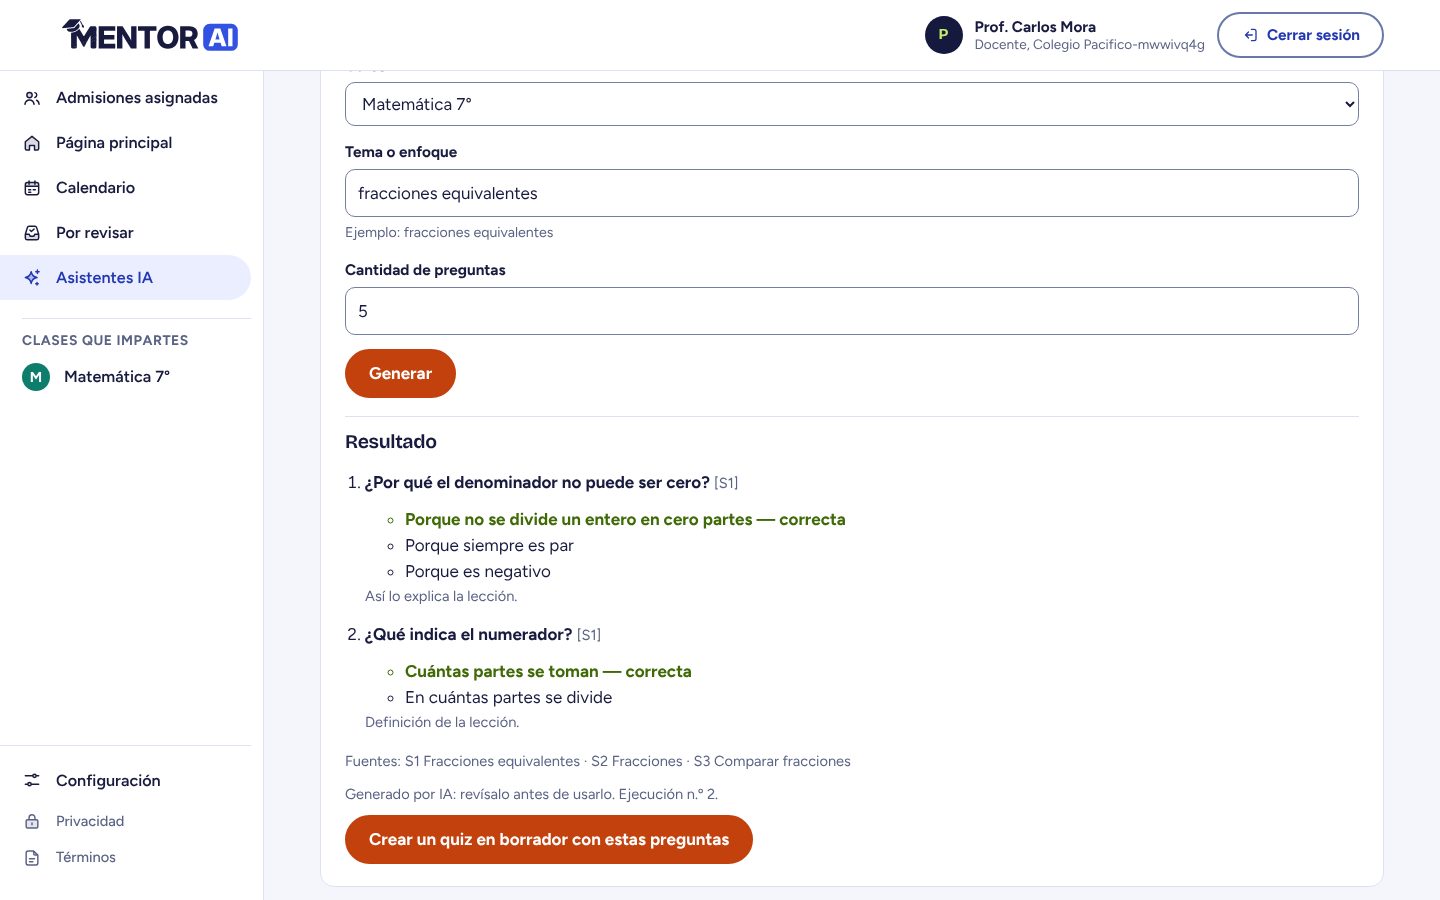 MENTOR AI
P
Prof. Carlos Mora
Docente, Colegio Pacifico-mwwivq4g
Cerrar sesión
Admisiones asignadas
Página principal
Calendario
Por revisar
Asistentes IA
CLASES QUE IMPARTES
M
Matemática 7°
Configuración
Privacidad
Términos
Matemática 7°
Tema o enfoque
fracciones equivalentes
Ejemplo: fracciones equivalentes
Cantidad de preguntas
5
Generar
Resultado
1. ¿Por qué el denominador no puede ser cero? [S1]
Porque no se divide un entero en cero partes — correcta
Porque siempre es par
Porque es negativo
Así lo explica la lección.
2. ¿Qué indica el numerador? [S1]
Cuántas partes se toman — correcta
En cuántas partes se divide
Definición de la lección.
Fuentes: S1 Fracciones equivalentes · S2 Fracciones · S3 Comparar fracciones
Generado por IA: revísalo antes de usarlo. Ejecución n.º 2.
Crear un quiz en borrador con estas preguntas